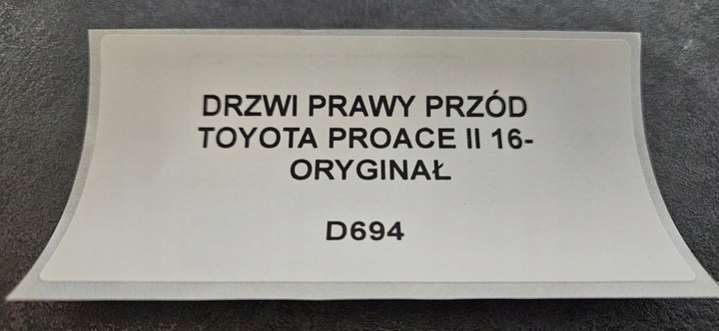 DRZWI PRAWY PRZÓD
TOYOTA PROACE II 16-
ORYGINAŁ
D694